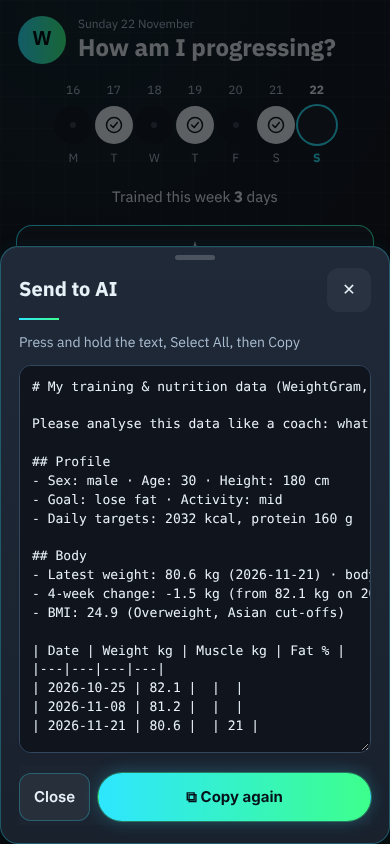 W
Sunday 22 November
How am I progressing?
16 17 18 19 20 21 22
M T W T F S S
Trained this week 3 days
Send to AI
✕
Press and hold the text, Select All, then Copy
# My training & nutrition data (WeightGram,
Please analyse this data like a coach: what
## Profile
- Sex: male · Age: 30 · Height: 180 cm
- Goal: lose fat · Activity: mid
- Daily targets: 2032 kcal, protein 160 g
## Body
- Latest weight: 80.6 kg (2026-11-21) ·
- 4-week change: -1.5 kg (from 82.1 kg on
- BMI: 24.9 (Overweight, Asian cut-offs)
| Date | Weight kg | Muscle kg | Fat % |
|---|---|---|---|
| 2026-10-25 | 82.1 | | |
| 2026-11-08 | 81.2 | | |
| 2026-11-21 | 80.6 | | 21 |
Close
⧉ Copy again